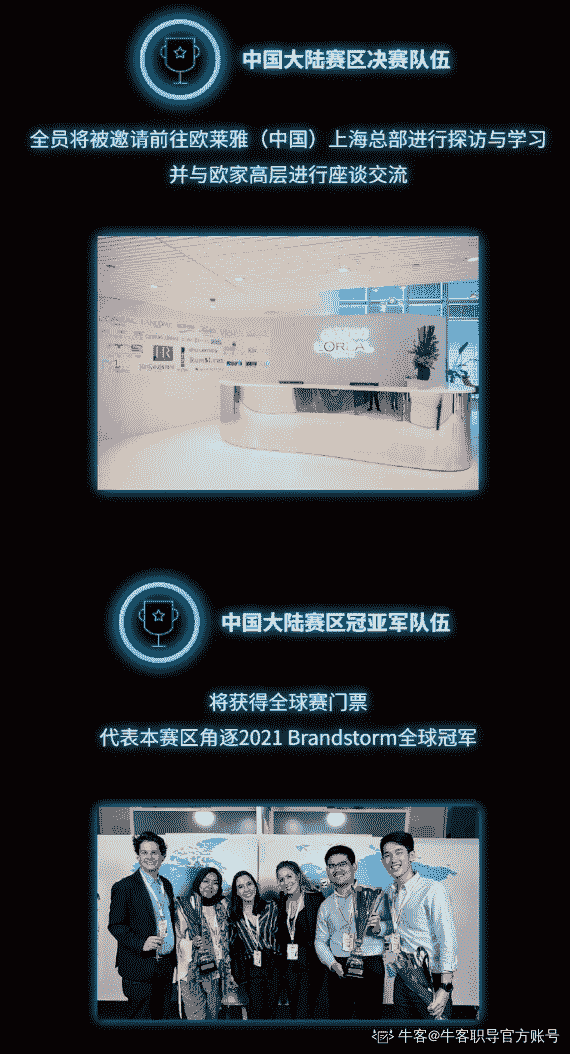 中国大陆赛区决赛队伍
全员将被邀请前往欧莱雅（中国）上海总部进行探访与学习
并与欧家高层进行座谈交流
中国大陆赛区冠亚军队伍
将获得全球赛门票
代表本赛区角逐2021 Brandstorm全球冠军
牛客@牛客职导官方账号